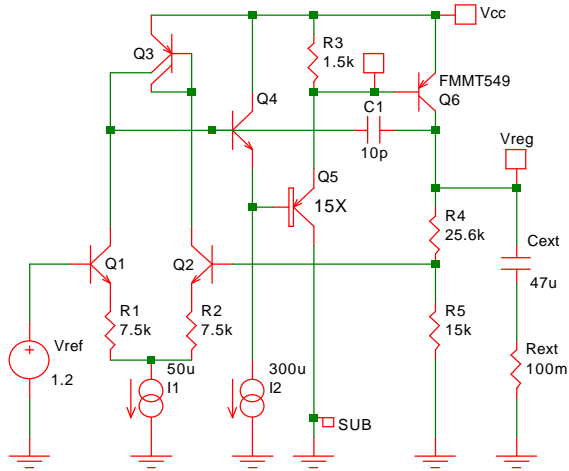 Vcc
Q3
R3
1.5k
FMMT549
Q6
Q4
C1
10p
Vreg
Q5
15X
R4
25.6k
Cext
47u
Q1
Q2
R1
7.5k
R2
7.5k
R5
15k
Vref
1.2
+
50u
I1
300u
I2
Rext
100m
SUB